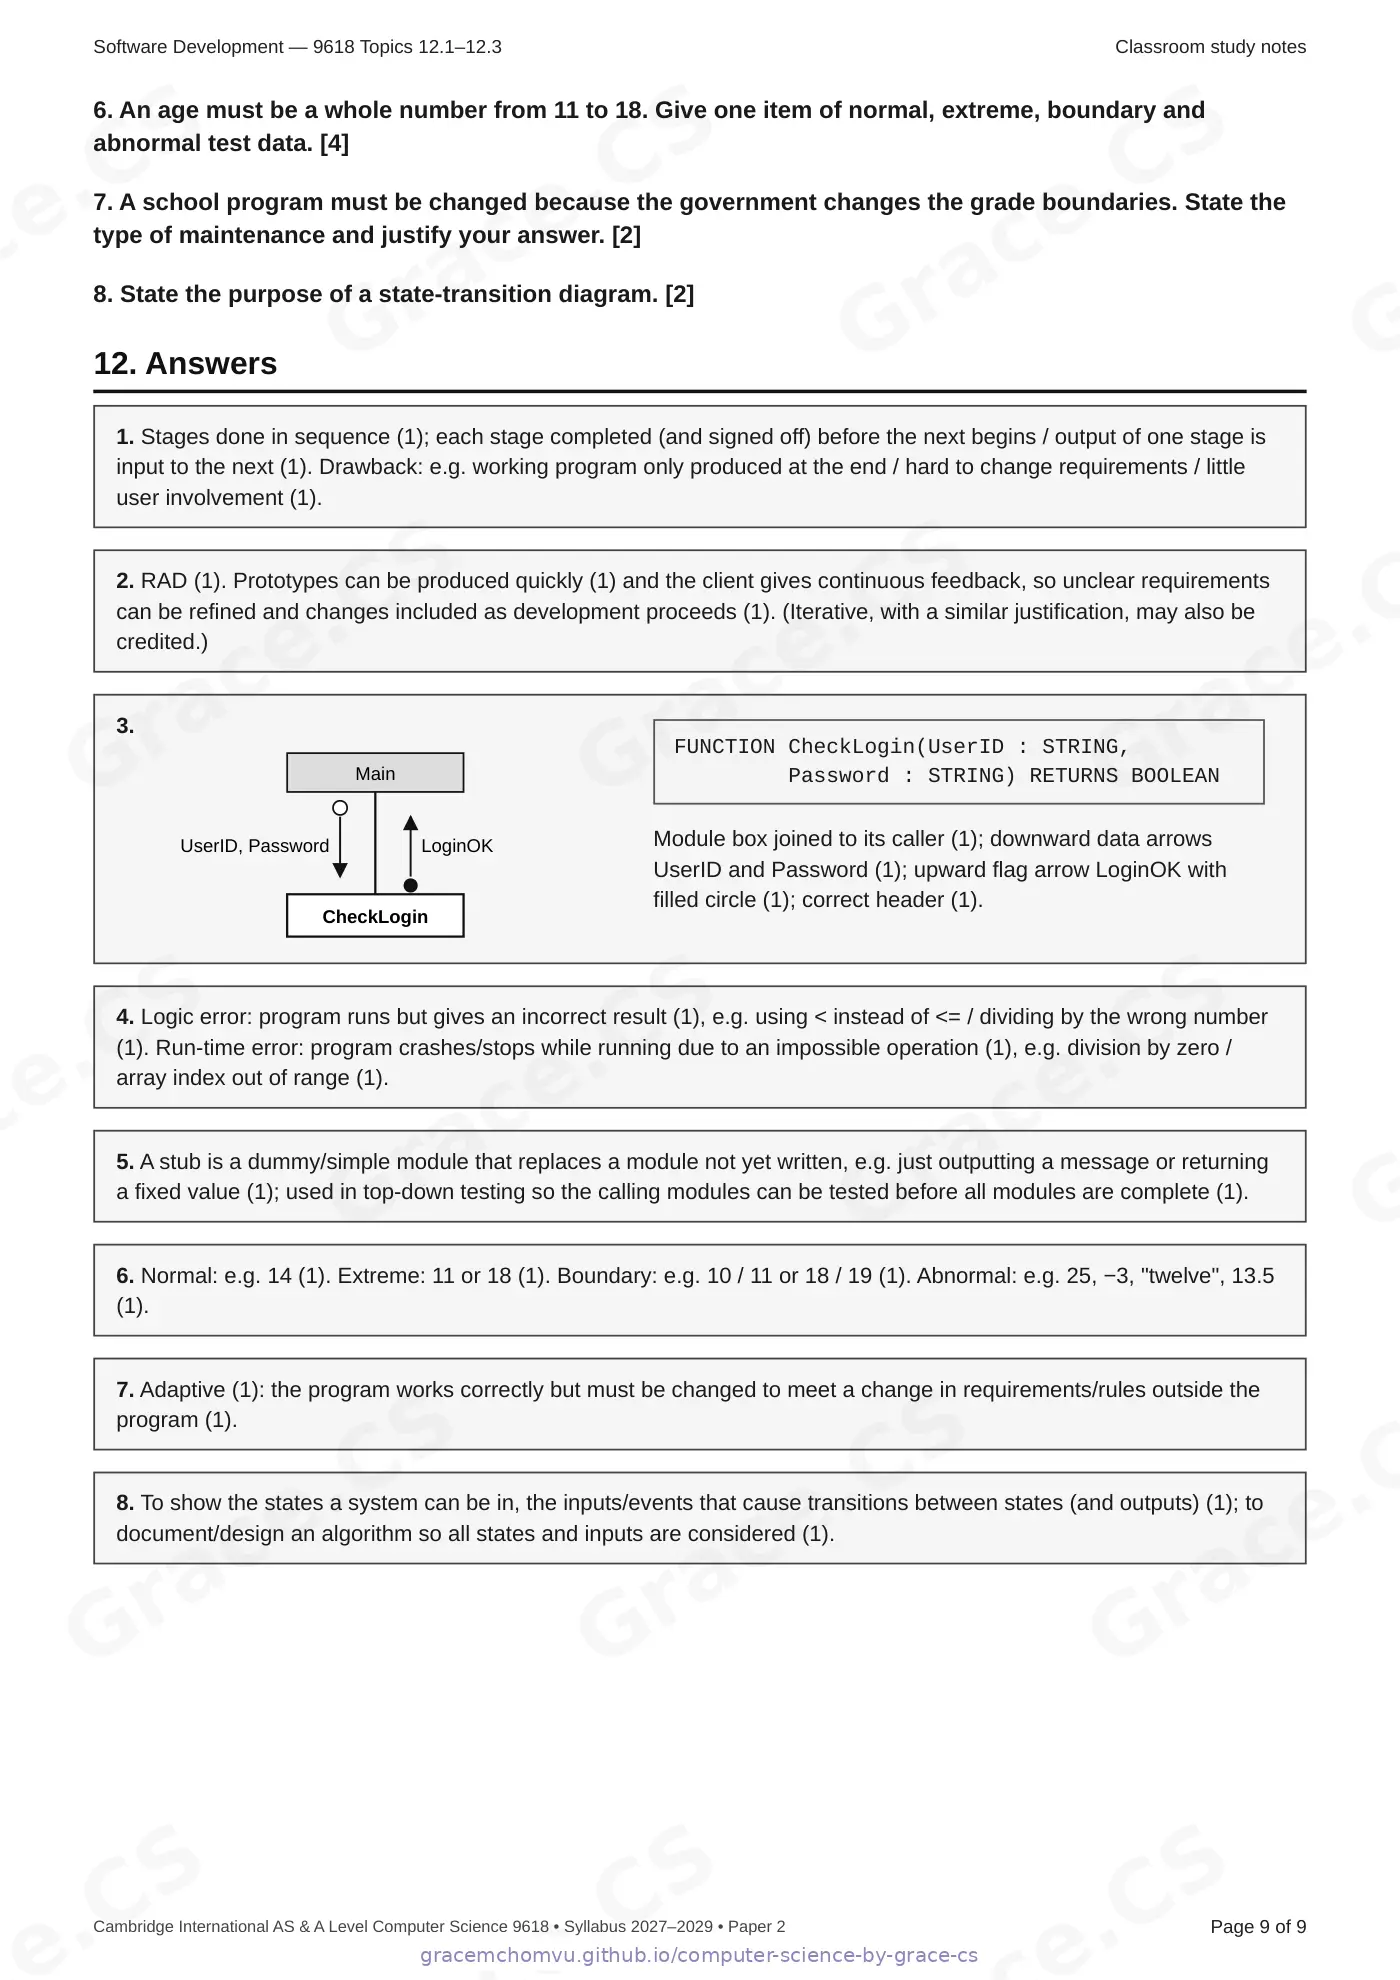 Software Development — 9618 Topics 12.1–12.3
Classroom study notes
6. An age must be a whole number from 11 to 18. Give one item of normal, extreme, boundary and
abnormal test data. [4]
7. A school program must be changed because the government changes the grade boundaries. State the
type of maintenance and justify your answer. [2]
8. State the purpose of a state-transition diagram. [2]
12. Answers
1. Stages done in sequence (1); each stage completed (and signed off) before the next begins / output of one stage is
input to the next (1). Drawback: e.g. working program only produced at the end / hard to change requirements / little
user involvement (1).
2. RAD (1). Prototypes can be produced quickly (1) and the client gives continuous feedback, so unclear requirements
can be refined and changes included as development proceeds (1). (Iterative, with a similar justification, may also be
credited.)
3.
Main
UserID, Password
LoginOK
CheckLogin
FUNCTION CheckLogin(UserID : STRING,
Password : STRING) RETURNS BOOLEAN
Module box joined to its caller (1); downward data arrows
UserID and Password (1); upward flag arrow LoginOK with
filled circle (1); correct header (1).
4. Logic error: program runs but gives an incorrect result (1), e.g. using < instead of <= / dividing by the wrong number
(1). Run-time error: program crashes/stops while running due to an impossible operation (1), e.g. division by zero /
array index out of range (1).
5. A stub is a dummy/simple module that replaces a module not yet written, e.g. just outputting a message or returning
a fixed value (1); used in top-down testing so the calling modules can be tested before all modules are complete (1).
6. Normal: e.g. 14 (1). Extreme: 11 or 18 (1). Boundary: e.g. 10 / 11 or 18 / 19 (1). Abnormal: e.g. 25, −3, "twelve", 13.5
(1).
7. Adaptive (1): the program works correctly but must be changed to meet a change in requirements/rules outside the
program (1).
8. To show the states a system can be in, the inputs/events that cause transitions between states (and outputs) (1); to
document/design an algorithm so all states and inputs are considered (1).
Cambridge International AS & A Level Computer Science 9618 • Syllabus 2027–2029 • Paper 2
Page 9 of 9
gracemchomvu.github.io/computer-science-by-grace-cs
Grace.CS